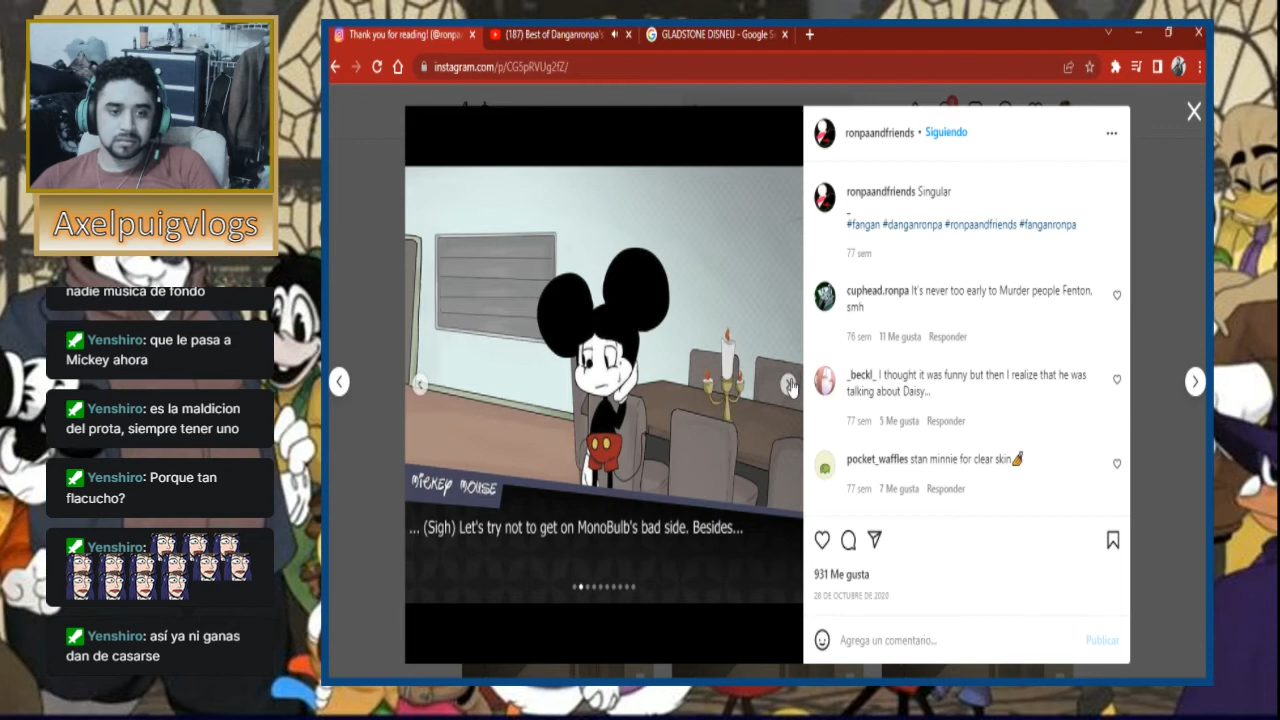 Thank you for reading! (@ronpa
(187) Best of Danganronpa's
GLADSTONE DISNEU - Google S
instagram.com/p/CG5pRVUg2fZ/
Axelpuigvlogs
nadie musica de fondo
Yenshiro: que le pasa a
Mickey ahora
Yenshiro: es la maldicion
del prota, siempre tener uno
Yenshiro: Porque tan
flacucho?
Yenshiro:
Yenshiro: así ya ni ganas
dan de casarse
MICKEY MOUSE
... (Sigh) Let's try not to get on MonoBulb's bad side. Besides...
ronpaandfriends • Siguiendo
ronpaandfriends Singular
_
#fangan #danganronpa #ronpaandfriends #fanganronpa
77 sem
cuphead.ronpa It's never too early to Murder people Fenton,
smh
76 sem 11 Me gusta Responder
_beckl_ I thought it was funny but then I realize that he was
talking about Daisy...
77 sem 5 Me gusta Responder
pocket_waffles stan minnie for clear skin
77 sem 7 Me gusta Responder
931 Me gusta
28 DE OCTUBRE DE 2020
Agrega un comentario...
Publicar